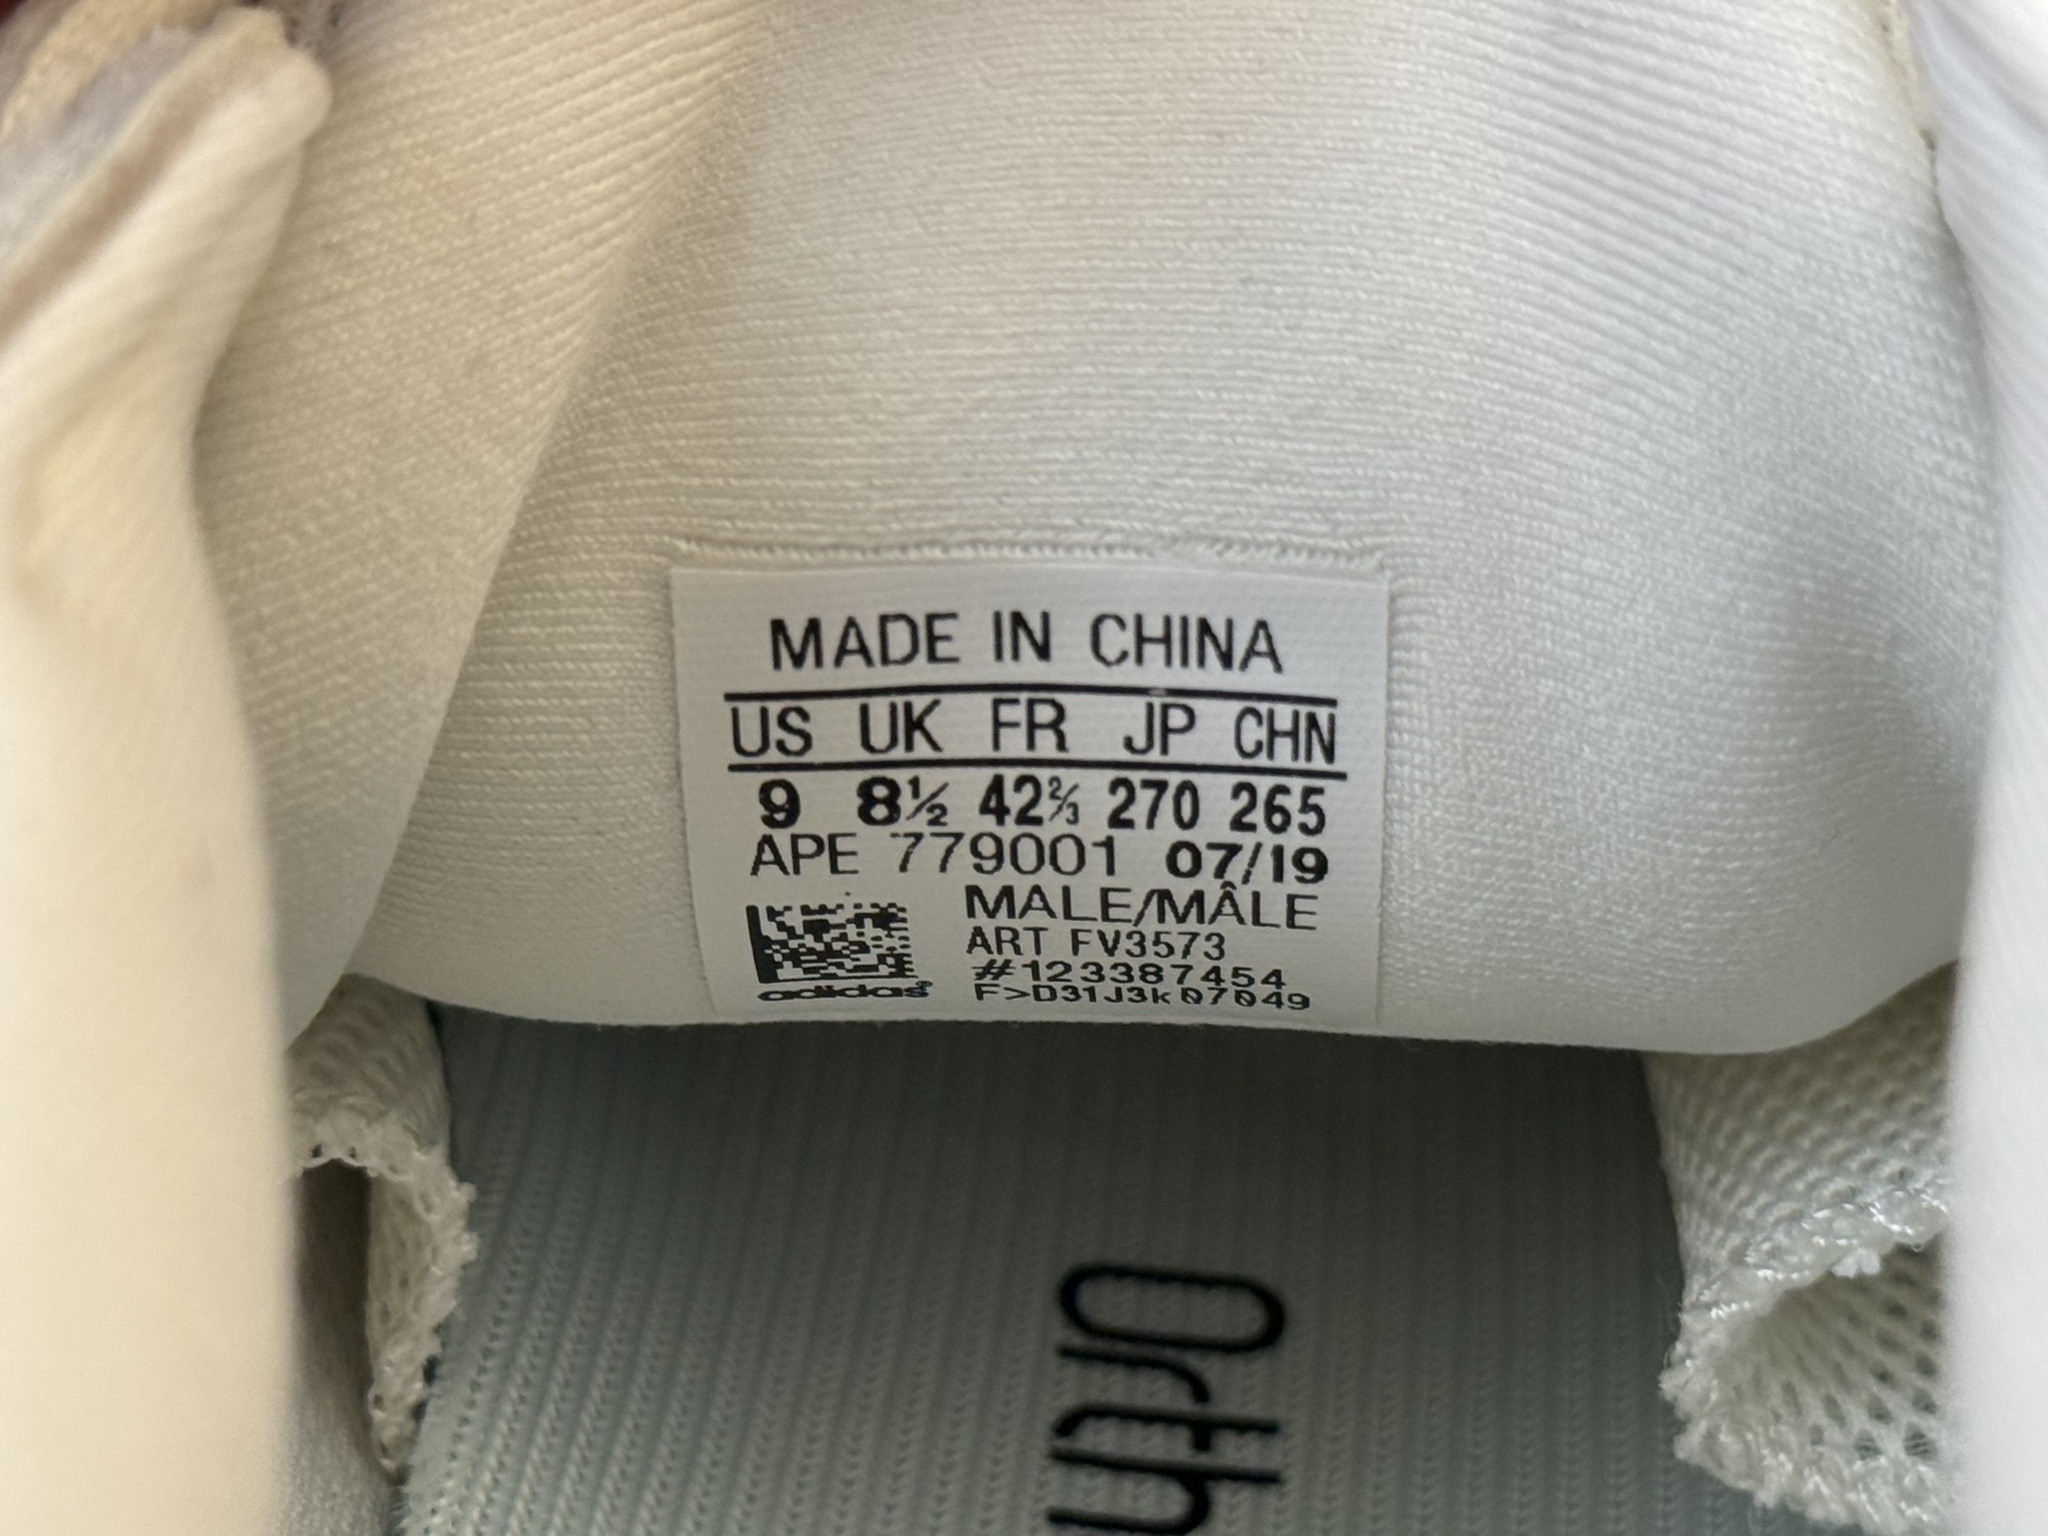 MADE IN CHINA
US UK FR JP CHN
9 8½ 42⅔ 270 265
APE 779001 07/19
MALE/MÂLE
ART FV3573
#123387454
adidas F>D31J3k07049
Orth